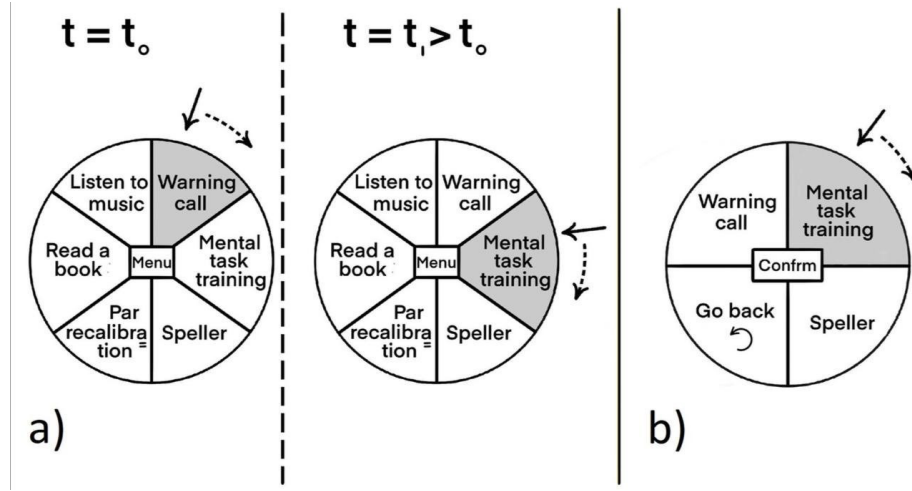 t = t₀
t = t₁> t₀
Listen to
music
Warning
call
Read a
book
Menu
Mental
task
training
Par
recalibra
tion =
Speller
Listen to
music
Warning
call
Read a
book
Menu
Mental
task
training
Par
recalibra
tion =
Speller
Warning
call
Mental
task
training
Confrm
Go back
Speller
a)
b)